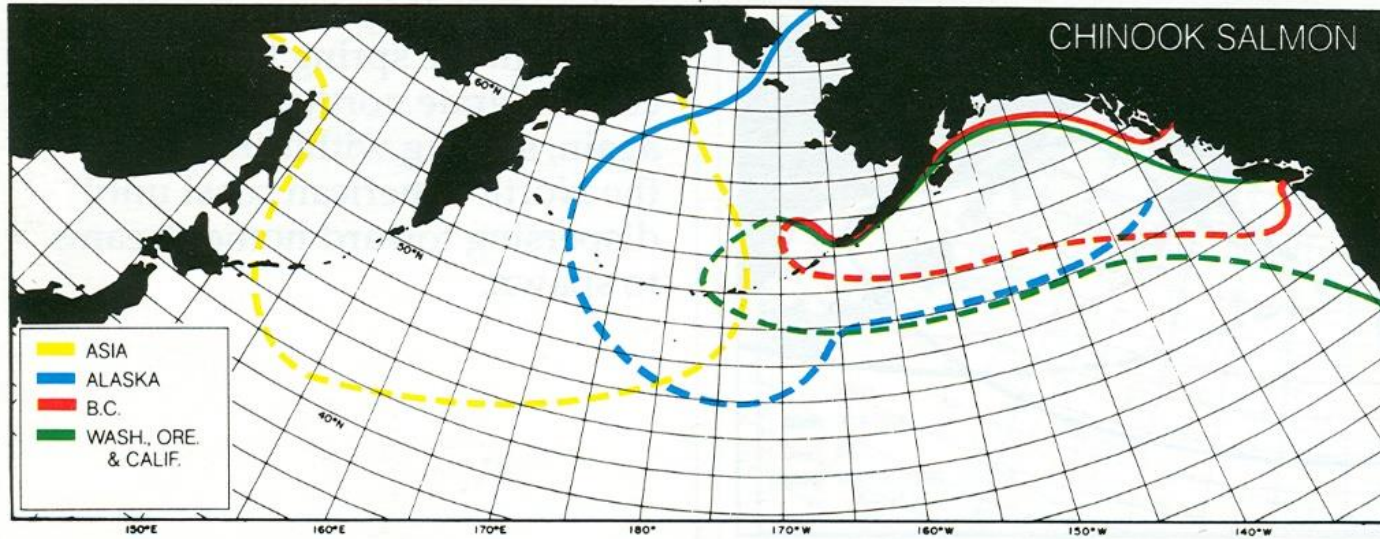 CHINOOK SALMON
60°N
50°N
40°N
ASIA
ALASKA
B.C.
WASH., ORE.
& CALIF.
150°E
160°E
170°E
180°
170°W
160°W
150°W
140°W